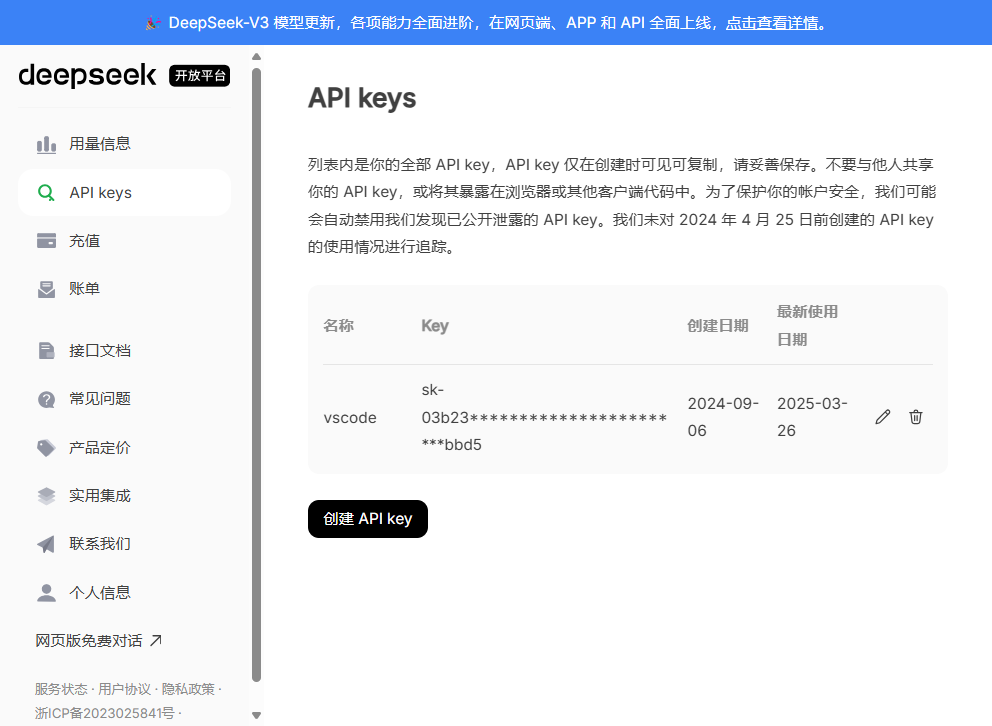 🎉 DeepSeek-V3 模型更新，各项能力全面进阶，在网页端、APP 和 API 全面上线，点击查看详情。
deepseek 开放平台
用量信息
API keys
充值
账单
接口文档
常见问题
产品定价
实用集成
联系我们
个人信息
网页版免费对话
服务状态 · 用户协议 · 隐私政策 ·
浙ICP备2023025841号 ·
API keys
列表内是你的全部 API key，API key 仅在创建时可见可复制，请妥善保存。不要与他人共享
你的 API key，或将其暴露在浏览器或其他客户端代码中。为了保护你的帐户安全，我们可能
会自动禁用我们发现已公开泄露的 API key。我们未对 2024 年 4 月 25 日前创建的 API key
的使用情况进行追踪。
名称 Key 创建日期 最新使用
日期
vscode
sk-
03b23********************
***bbd5
2024-09-
06
2025-03-
26
创建 API key